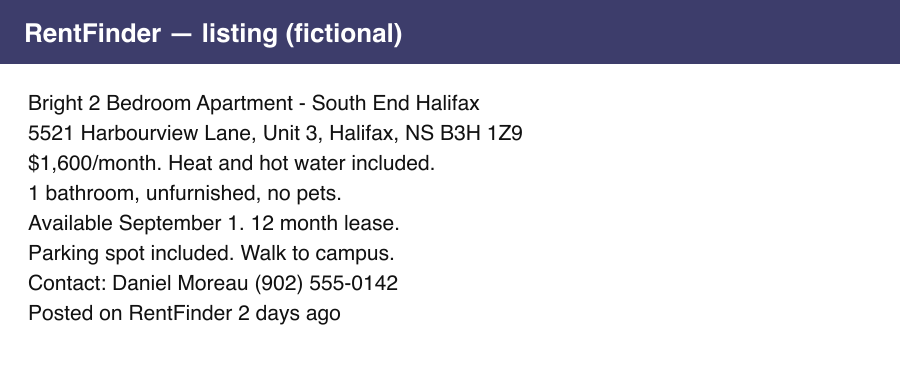 RentFinder — listing (fictional)
Bright 2 Bedroom Apartment - South End Halifax
5521 Harbourview Lane, Unit 3, Halifax, NS B3H 1Z9
$1,600/month. Heat and hot water included.
1 bathroom, unfurnished, no pets.
Available September 1. 12 month lease.
Parking spot included. Walk to campus.
Contact: Daniel Moreau (902) 555-0142
Posted on RentFinder 2 days ago